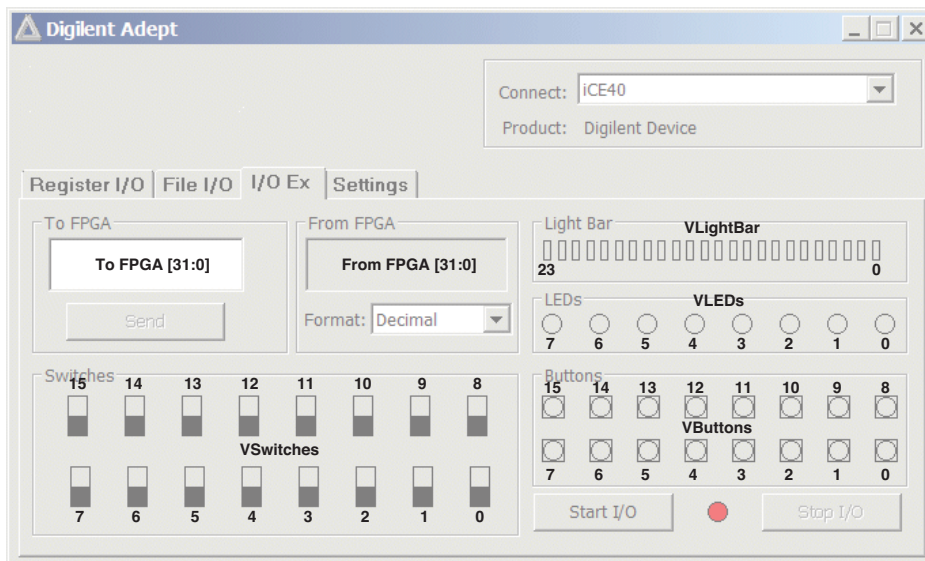 Digilent Adept
Connect: iCE40
Product: Digilent Device
Register I/O File I/O I/O Ex Settings
To FPGA
To FPGA [31:0]
Send
From FPGA
From FPGA [31:0]
Format: Decimal
Light Bar
VLightBar
23 0
LEDs
VLEDs
7 6 5 4 3 2 1 0
Switches
15 14 13 12 11 10 9 8
VSwitches
7 6 5 4 3 2 1 0
Buttons
15 14 13 12 11 10 9 8
VButtons
7 6 5 4 3 2 1 0
Start I/O Stop I/O